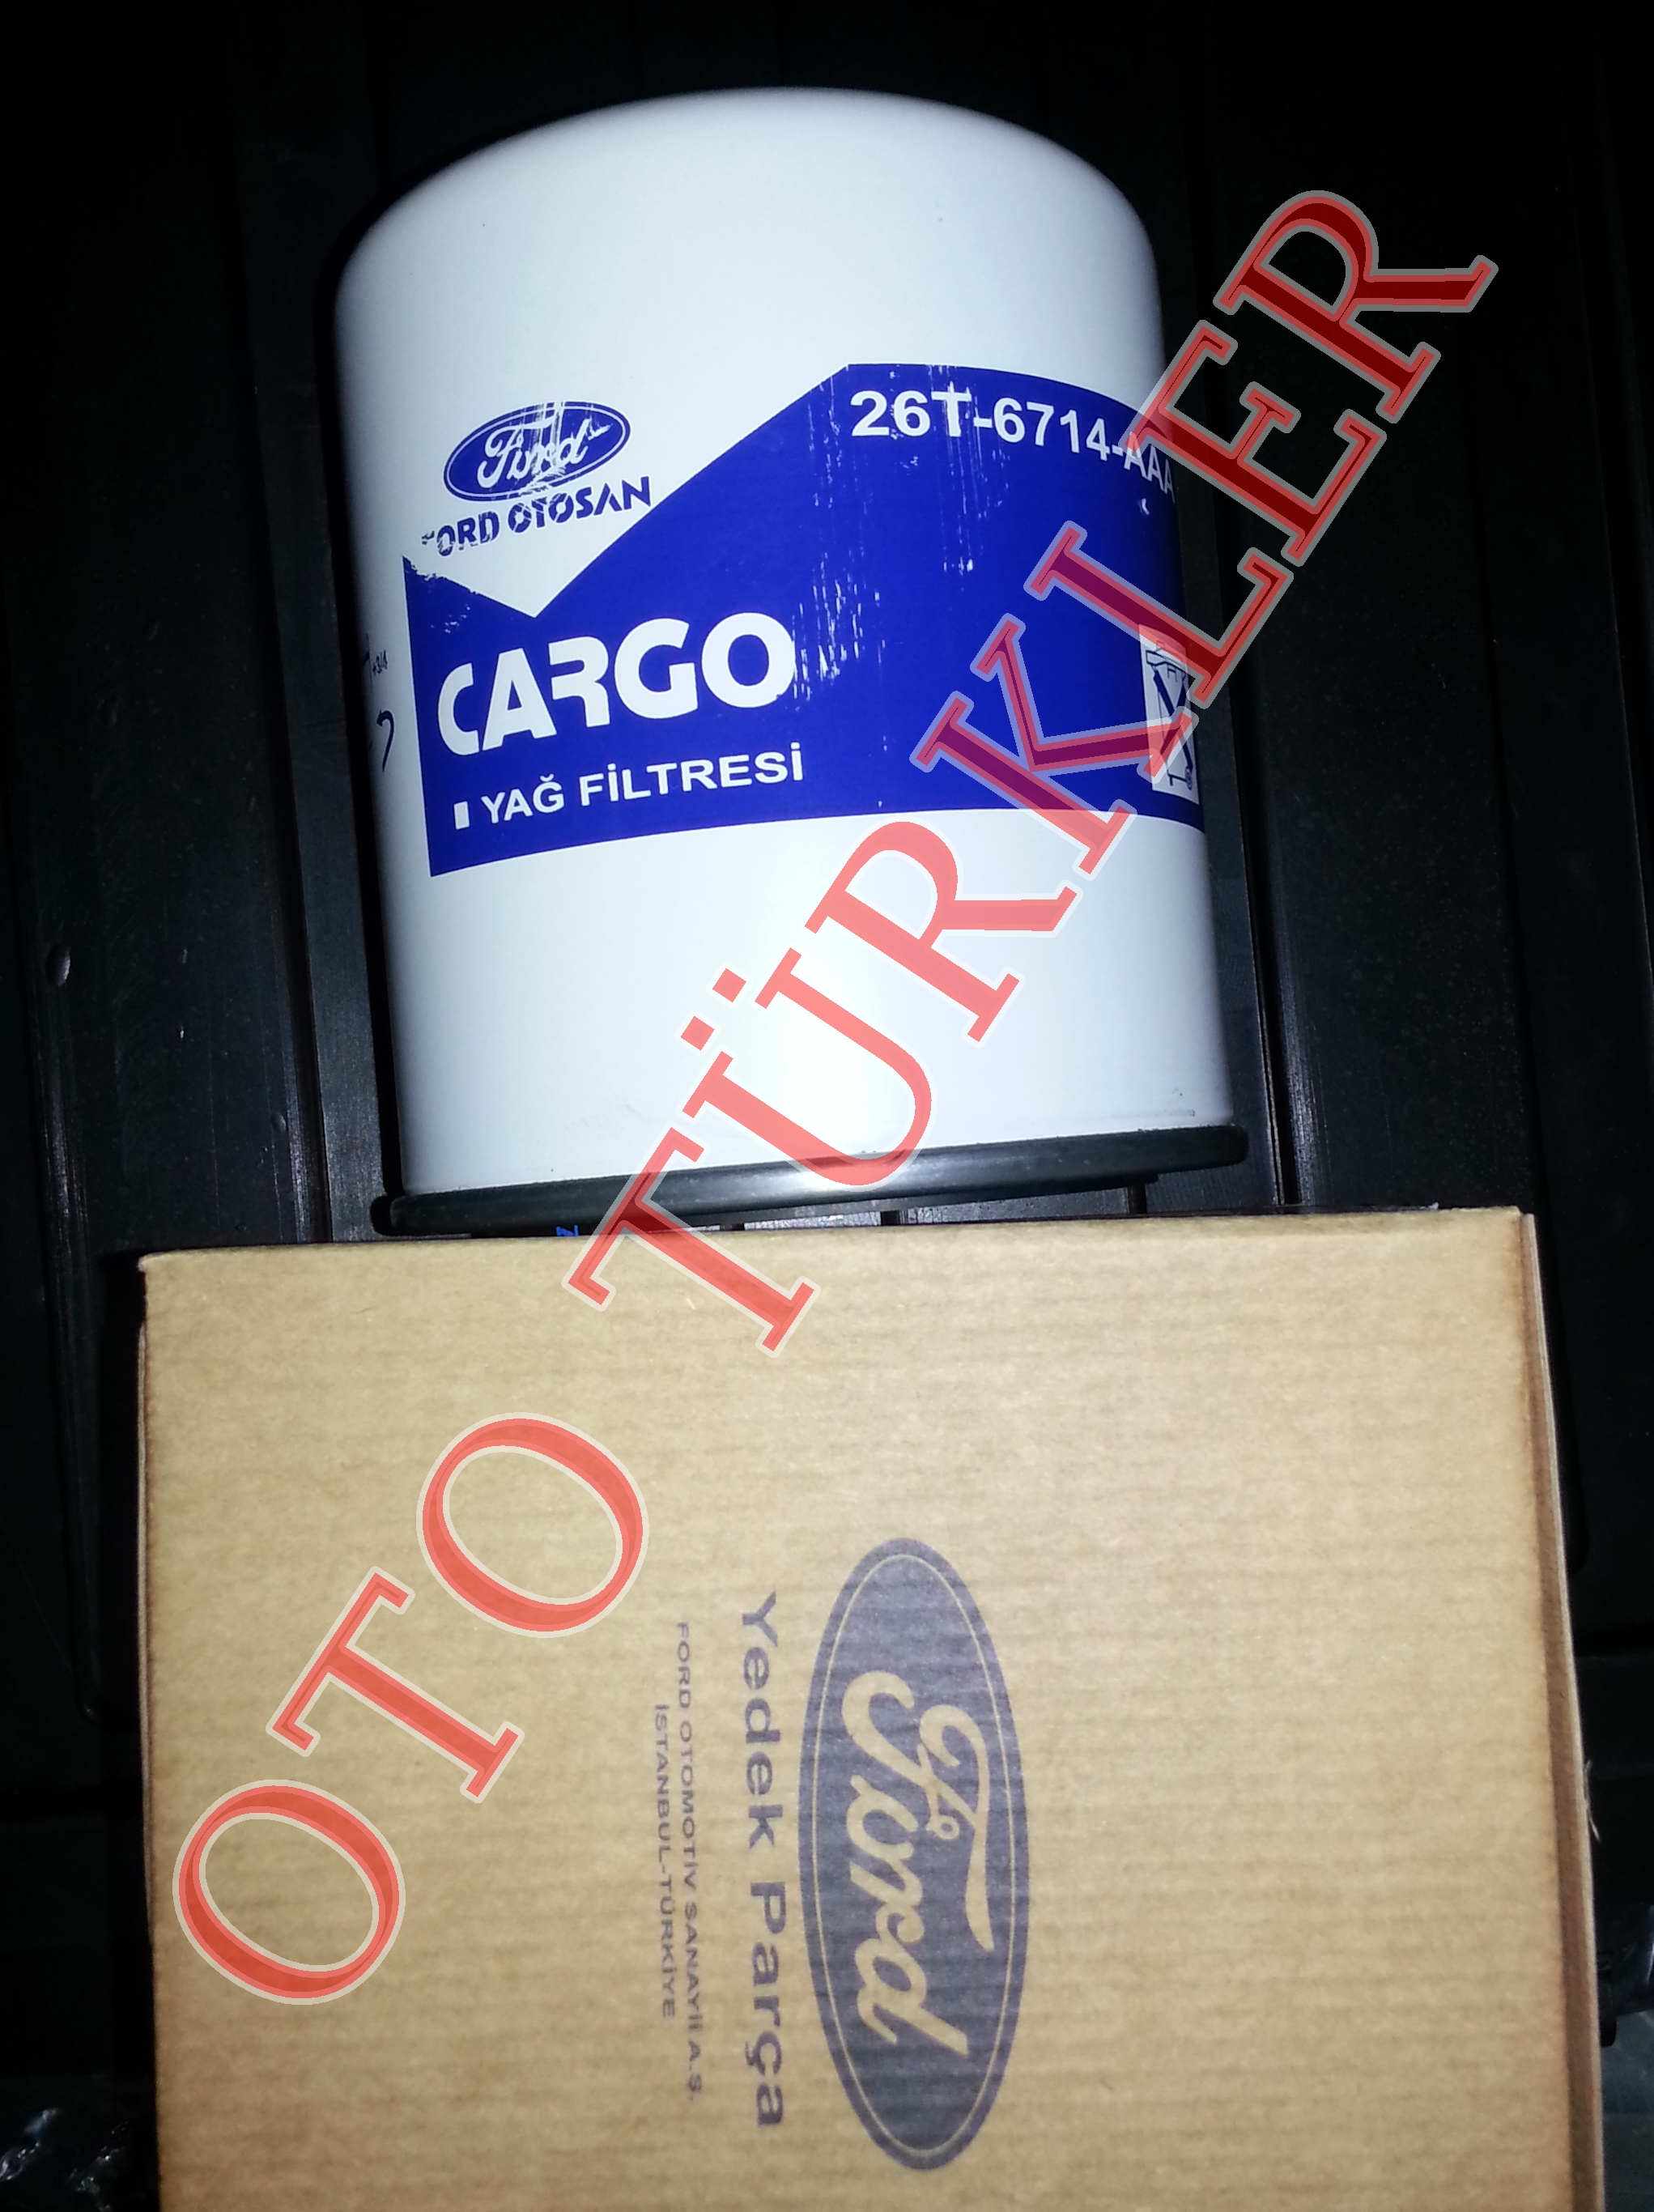 26T-6714-AAA
Ford
FORD OTOSAN
CARGO
YAĞ FİLTRESİ
OTO TÜRKLER
Ford
Yedek Parça
FORD OTOMOTİV SANAYİİ A.Ş.
İSTANBUL-TÜRKİYE